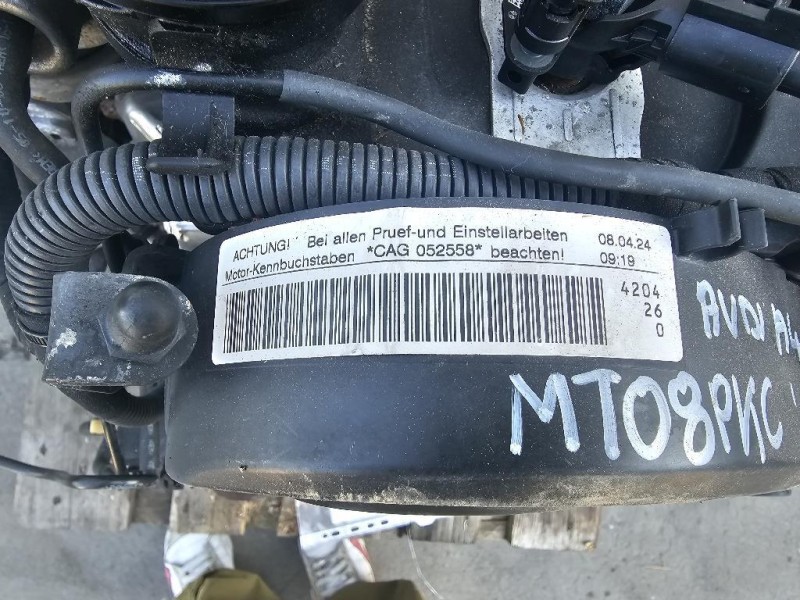 ACHTUNG! Bei allen Pruef-und Einstellarbeiten 08.04.24
Motor-Kennbuchstaben *CAG 052558* beachten! 09:19
4204
26
0
AVDI A4
MT08PKC